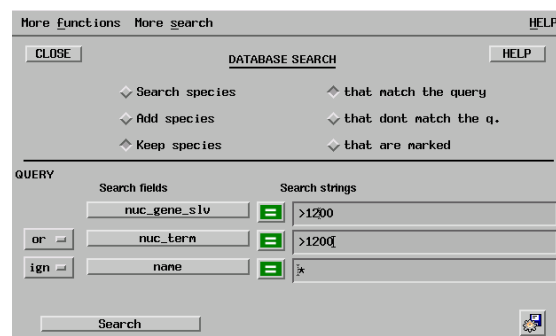 More functions More search HELP
CLOSE DATABASE SEARCH HELP
Search species that match the query
Add species that dont match the q.
Keep species that are marked
QUERY
Search fields Search strings
nuc_gene_slv = >1200
or nuc_term = >1200
ign name = *
Search